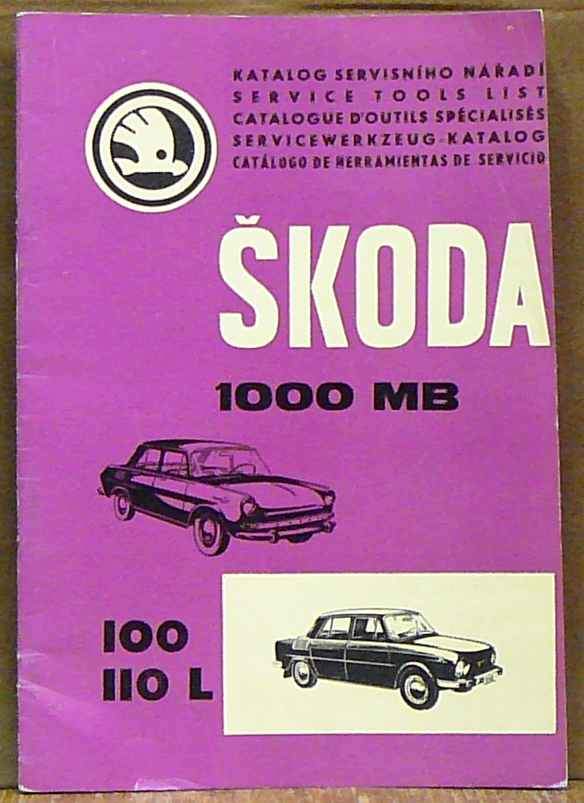 KATALOG SERVISNÍHO NÁŘADÍ
SERVICE TOOLS LIST
CATALOGUE D'OUTILS SPÉCIALISÉS
SERVICEWERKZEUG-KATALOG
CATÁLOGO DE HERRAMIENTAS DE SERVICIO
ŠKODA
1000 MB
100
110 L